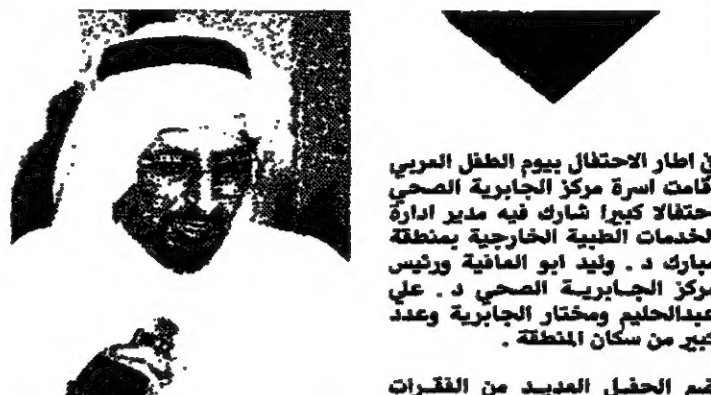 في اطار الاحتفال بيوم الطفل العربي
اقامت اسرة مركز الجابرية الصحي
احتفالا كبيرا شارك فيه مدير ادارة
الخدمات الطبية الخارجية بمنطقة
مبارك د . وليد ابو العافية ورئيس
مركز الجابرية الصحي د . علي
عبدالحليم ومختار الجابرية وعدد
كبير من سكان المنطقة .
ضم الحفل العديد من الفقرات